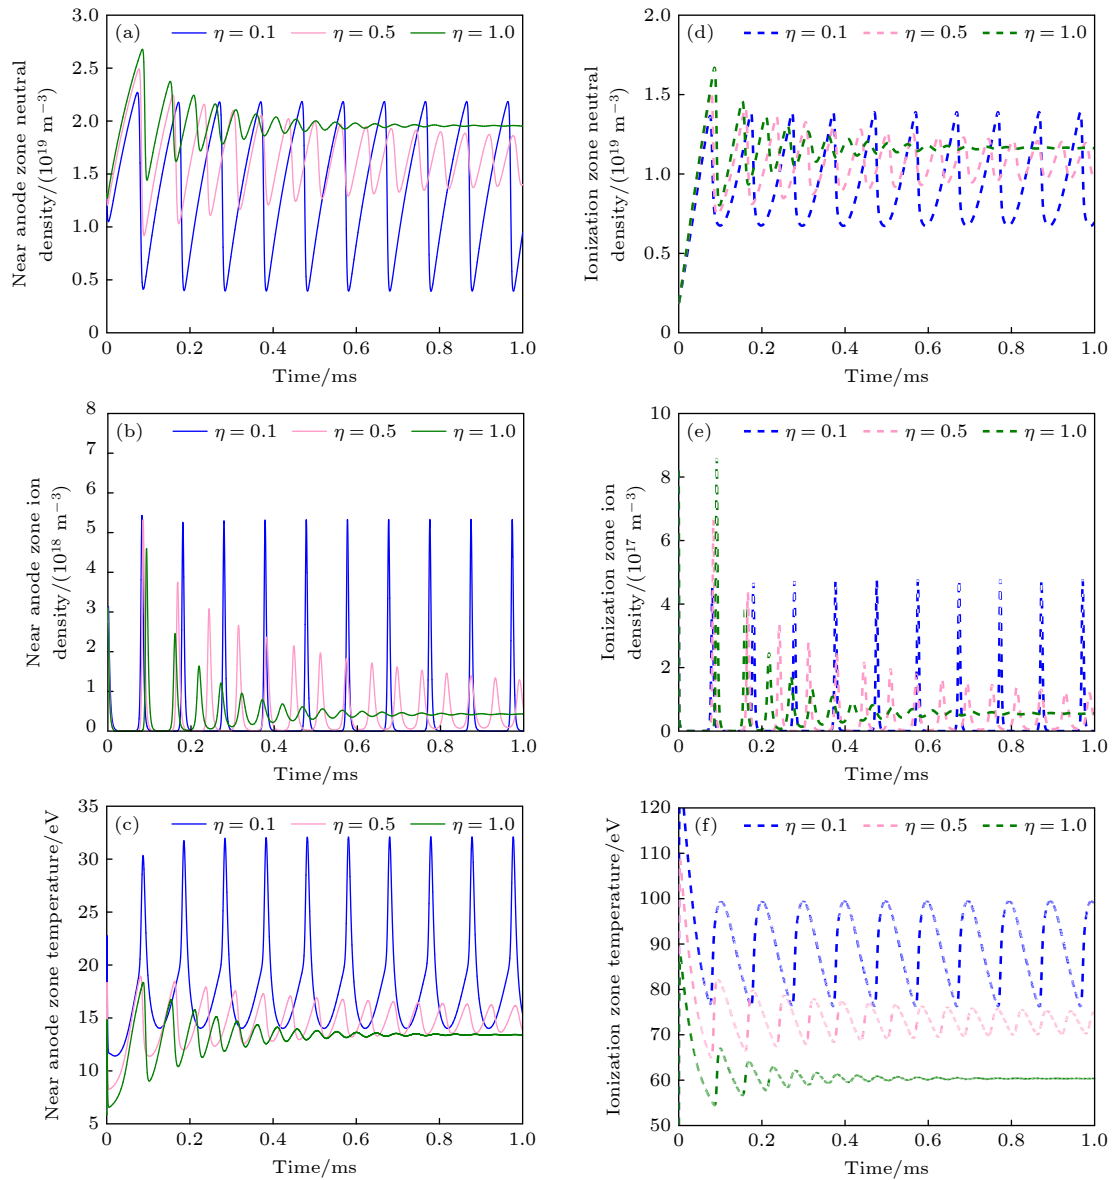 (a) η = 0.1 η = 0.5 η = 1.0
Near anode zone neutral
density/(10¹⁹ m⁻³)
3.0
2.5
2.0
1.5
1.0
0.5
0
0 0.2 0.4 0.6 0.8 1.0
Time/ms
(d) η = 0.1 η = 0.5 η = 1.0
Ionization zone neutral
density/(10¹⁹ m⁻³)
2.0
1.5
1.0
0.5
0
0 0.2 0.4 0.6 0.8 1.0
Time/ms
(b) η = 0.1 η = 0.5 η = 1.0
Near anode zone ion
density/(10¹⁸ m⁻³)
8
7
6
5
4
3
2
1
0
0 0.2 0.4 0.6 0.8 1.0
Time/ms
(e) η = 0.1 η = 0.5 η = 1.0
Ionization zone ion
density/(10¹⁷ m⁻³)
10
8
6
4
2
0
0 0.2 0.4 0.6 0.8 1.0
Time/ms
(c) η = 0.1 η = 0.5 η = 1.0
Near anode zone temperature/eV
35
30
25
20
15
10
5
0 0.2 0.4 0.6 0.8 1.0
Time/ms
(f) η = 0.1 η = 0.5 η = 1.0
Ionization zone temperature/eV
120
110
100
90
80
70
60
50
0 0.2 0.4 0.6 0.8 1.0
Time/ms